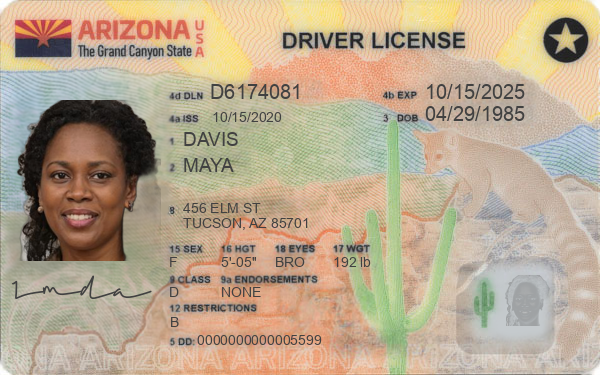 ARIZONA USA
The Grand Canyon State
DRIVER LICENSE
4d DLN D6174081 4b EXP 10/15/2025
4a ISS 10/15/2020 3 DOB 04/29/1985
1 DAVIS
2 MAYA
8 456 ELM ST
TUCSON, AZ 85701
15 SEX 16 HGT 18 EYES 17 WGT
F 5'-05" BRO 192 lb
9 CLASS 9a ENDORSEMENTS
D NONE
12 RESTRICTIONS
B
5 DD: 0000000000005599
ARIZONA ARIZONA ARIZONA ARIZONA